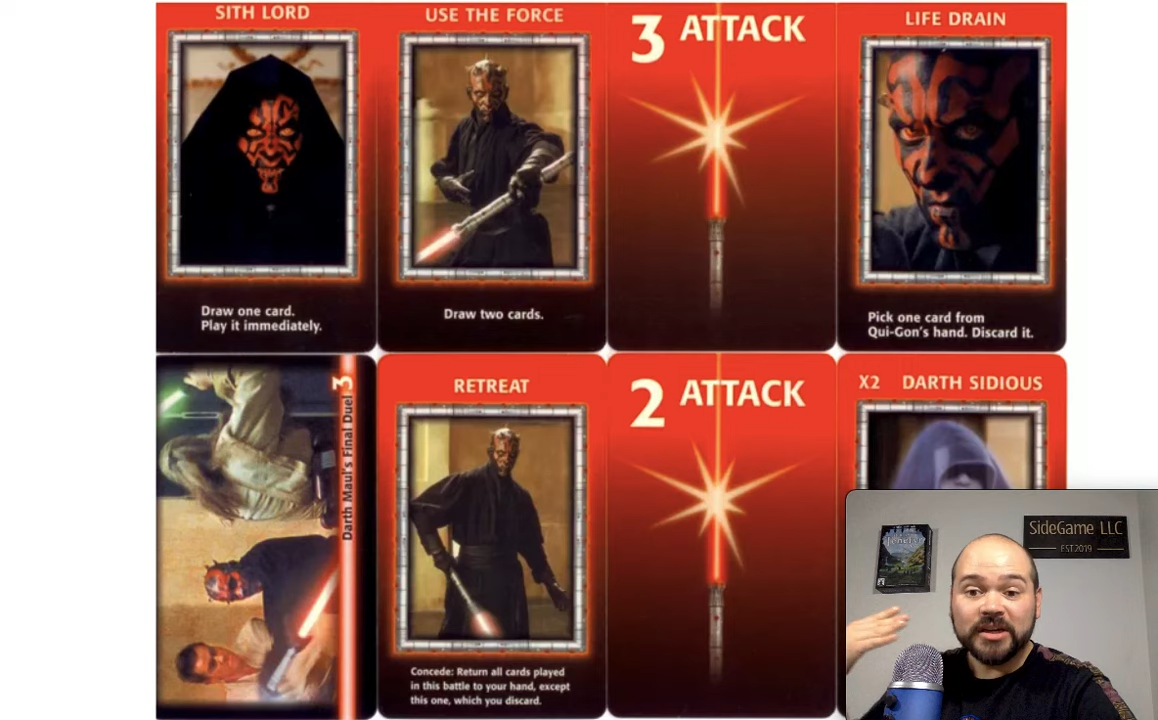 SITH LORD
Draw one card.
Play it immediately.
USE THE FORCE
Draw two cards.
3 ATTACK
LIFE DRAIN
Pick one card from
Qui-Gon's hand. Discard it.
Darth Maul's Final Duel 3
RETREAT
Concede: Return all cards played
in this battle to your hand, except
this one, which you discard.
2 ATTACK
X2 DARTH SIDIOUS
SideGame LLC
EST.2019